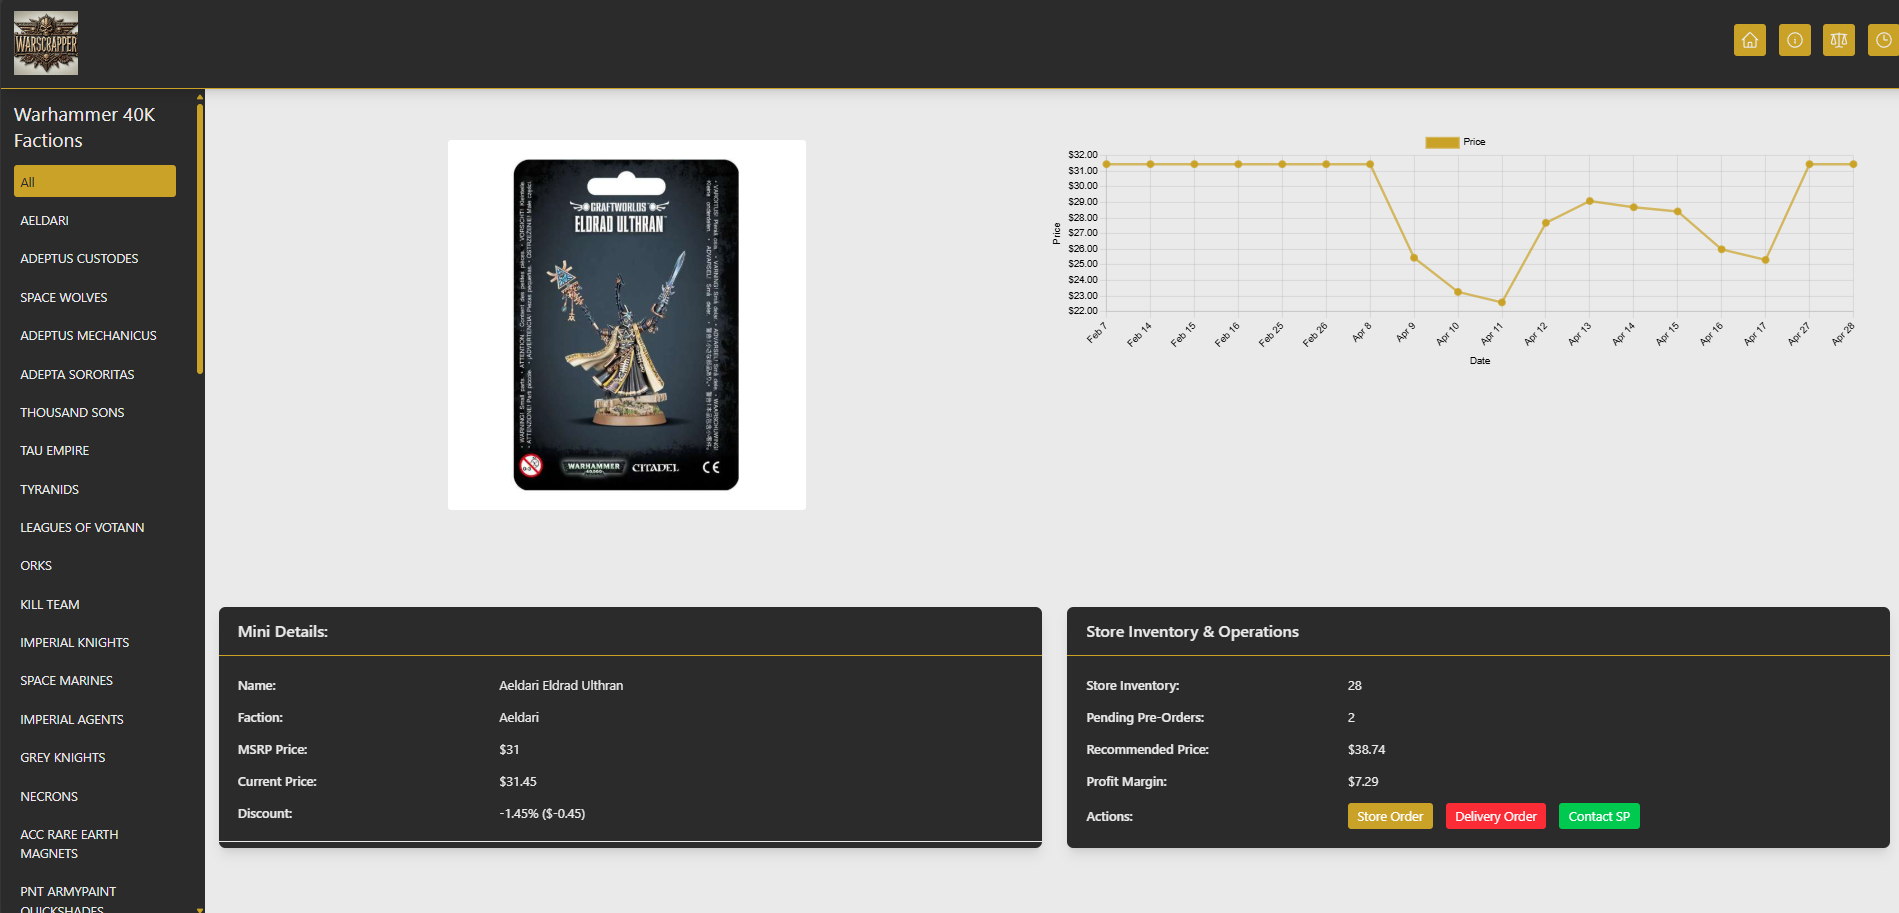 WARSCRAPPER
Warhammer 40K
Factions
All
AELDARI
ADEPTUS CUSTODES
SPACE WOLVES
ADEPTUS MECHANICUS
ADEPTA SORORITAS
THOUSAND SONS
TAU EMPIRE
TYRANIDS
LEAGUES OF VOTANN
ORKS
KILL TEAM
IMPERIAL KNIGHTS
SPACE MARINES
IMPERIAL AGENTS
GREY KNIGHTS
NECRONS
ACC RARE EARTH
MAGNETS
PNT ARMYPAINT
QUICKSHADES
CRAFTWORLDS
ELDRAD ULTHRAN
WARHAMMER
40,000
CITADEL
CE
0-3
Price
$32.00
$31.00
$30.00
$29.00
$28.00
$27.00
$26.00
$25.00
$24.00
$23.00
$22.00
Price
Feb 7
Feb 14
Feb 15
Feb 16
Feb 25
Feb 26
Apr 8
Apr 9
Apr 10
Apr 11
Apr 12
Apr 13
Apr 14
Apr 15
Apr 16
Apr 17
Apr 27
Apr 28
Date
Mini Details:
Name: Aeldari Eldrad Ulthran
Faction: Aeldari
MSRP Price: $31
Current Price: $31.45
Discount: -1.45% ($-0.45)
Store Inventory & Operations
Store Inventory: 28
Pending Pre-Orders: 2
Recommended Price: $38.74
Profit Margin: $7.29
Actions: Store Order Delivery Order Contact SP